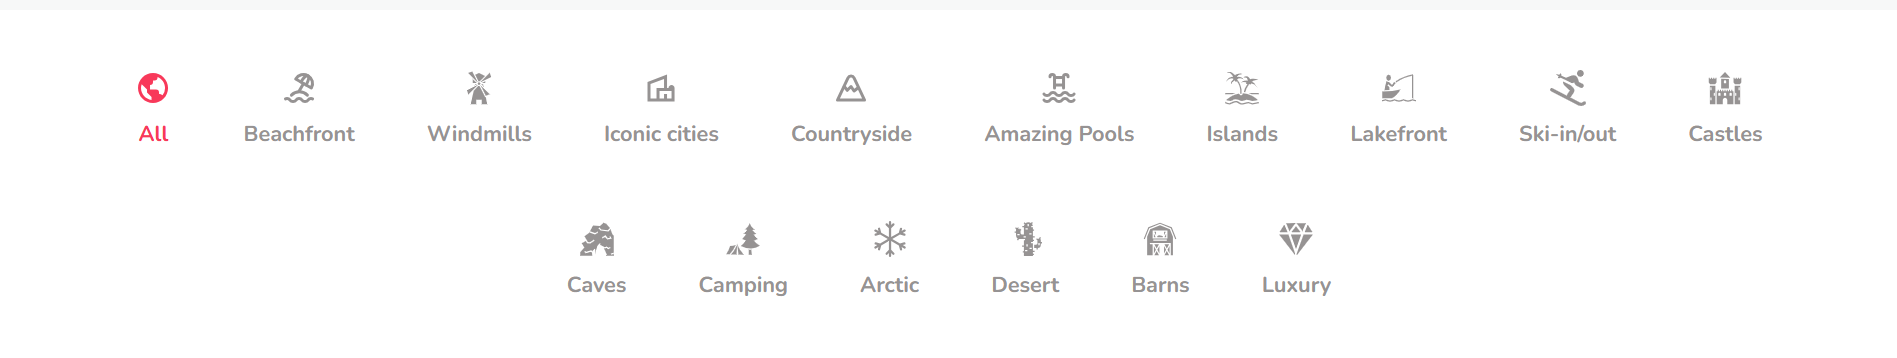 All Beachfront Windmills Iconic cities Countryside Amazing Pools Islands Lakefront Ski-in/out Castles
Caves Camping Arctic Desert Barns Luxury